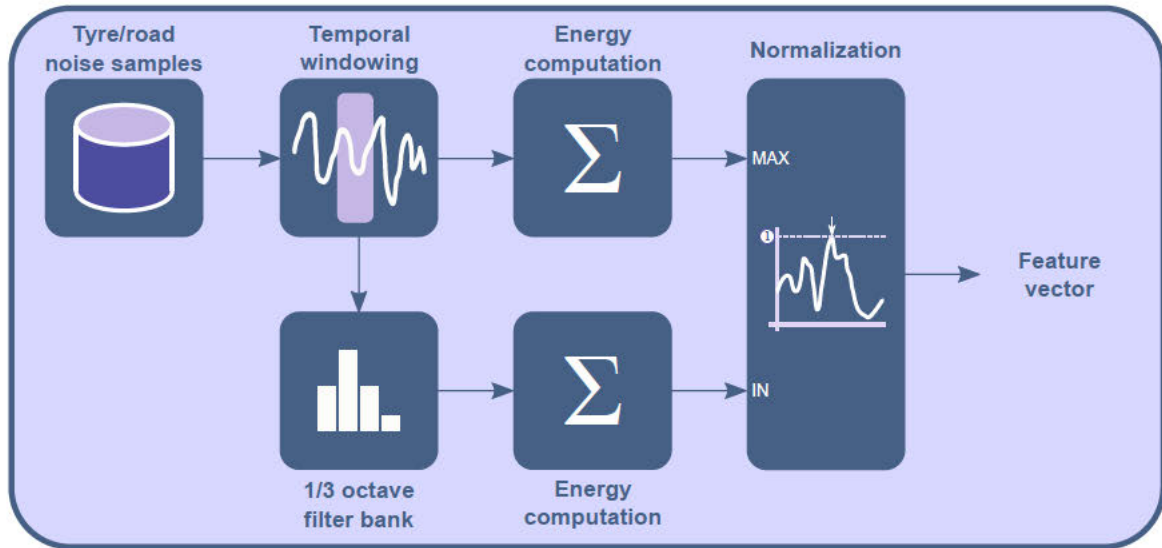 Tyre/road
noise samples
Temporal
windowing
Energy
computation
Normalization
Σ
MAX
1
Feature
vector
Σ
IN
1/3 octave
filter bank
Energy
computation